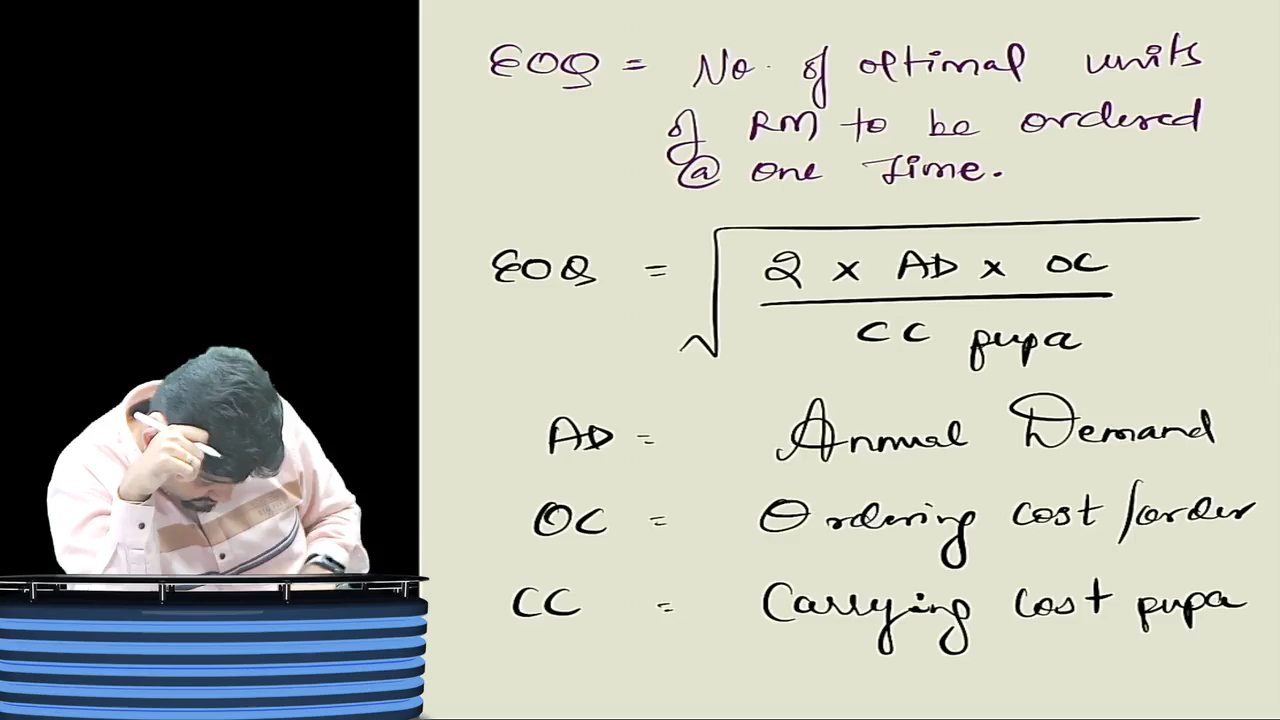 EOQ = No. of optimal units
of RM to be ordered
@ one time.
EOQ = √ 2 x AD x OC
CC pupa
AD = Annual Demand
OC = Ordering cost/order
CC = Carrying cost pupa